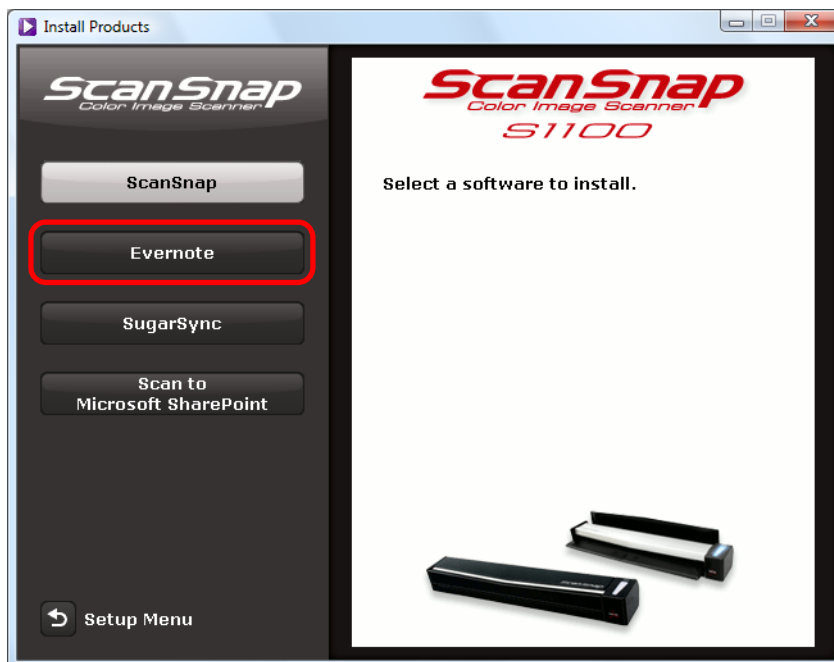 Install Products
ScanSnap
Color Image Scanner
ScanSnap
Evernote
SugarSync
Scan to
Microsoft SharePoint
Setup Menu
ScanSnap
Color Image Scanner
S1100
Select a software to install.